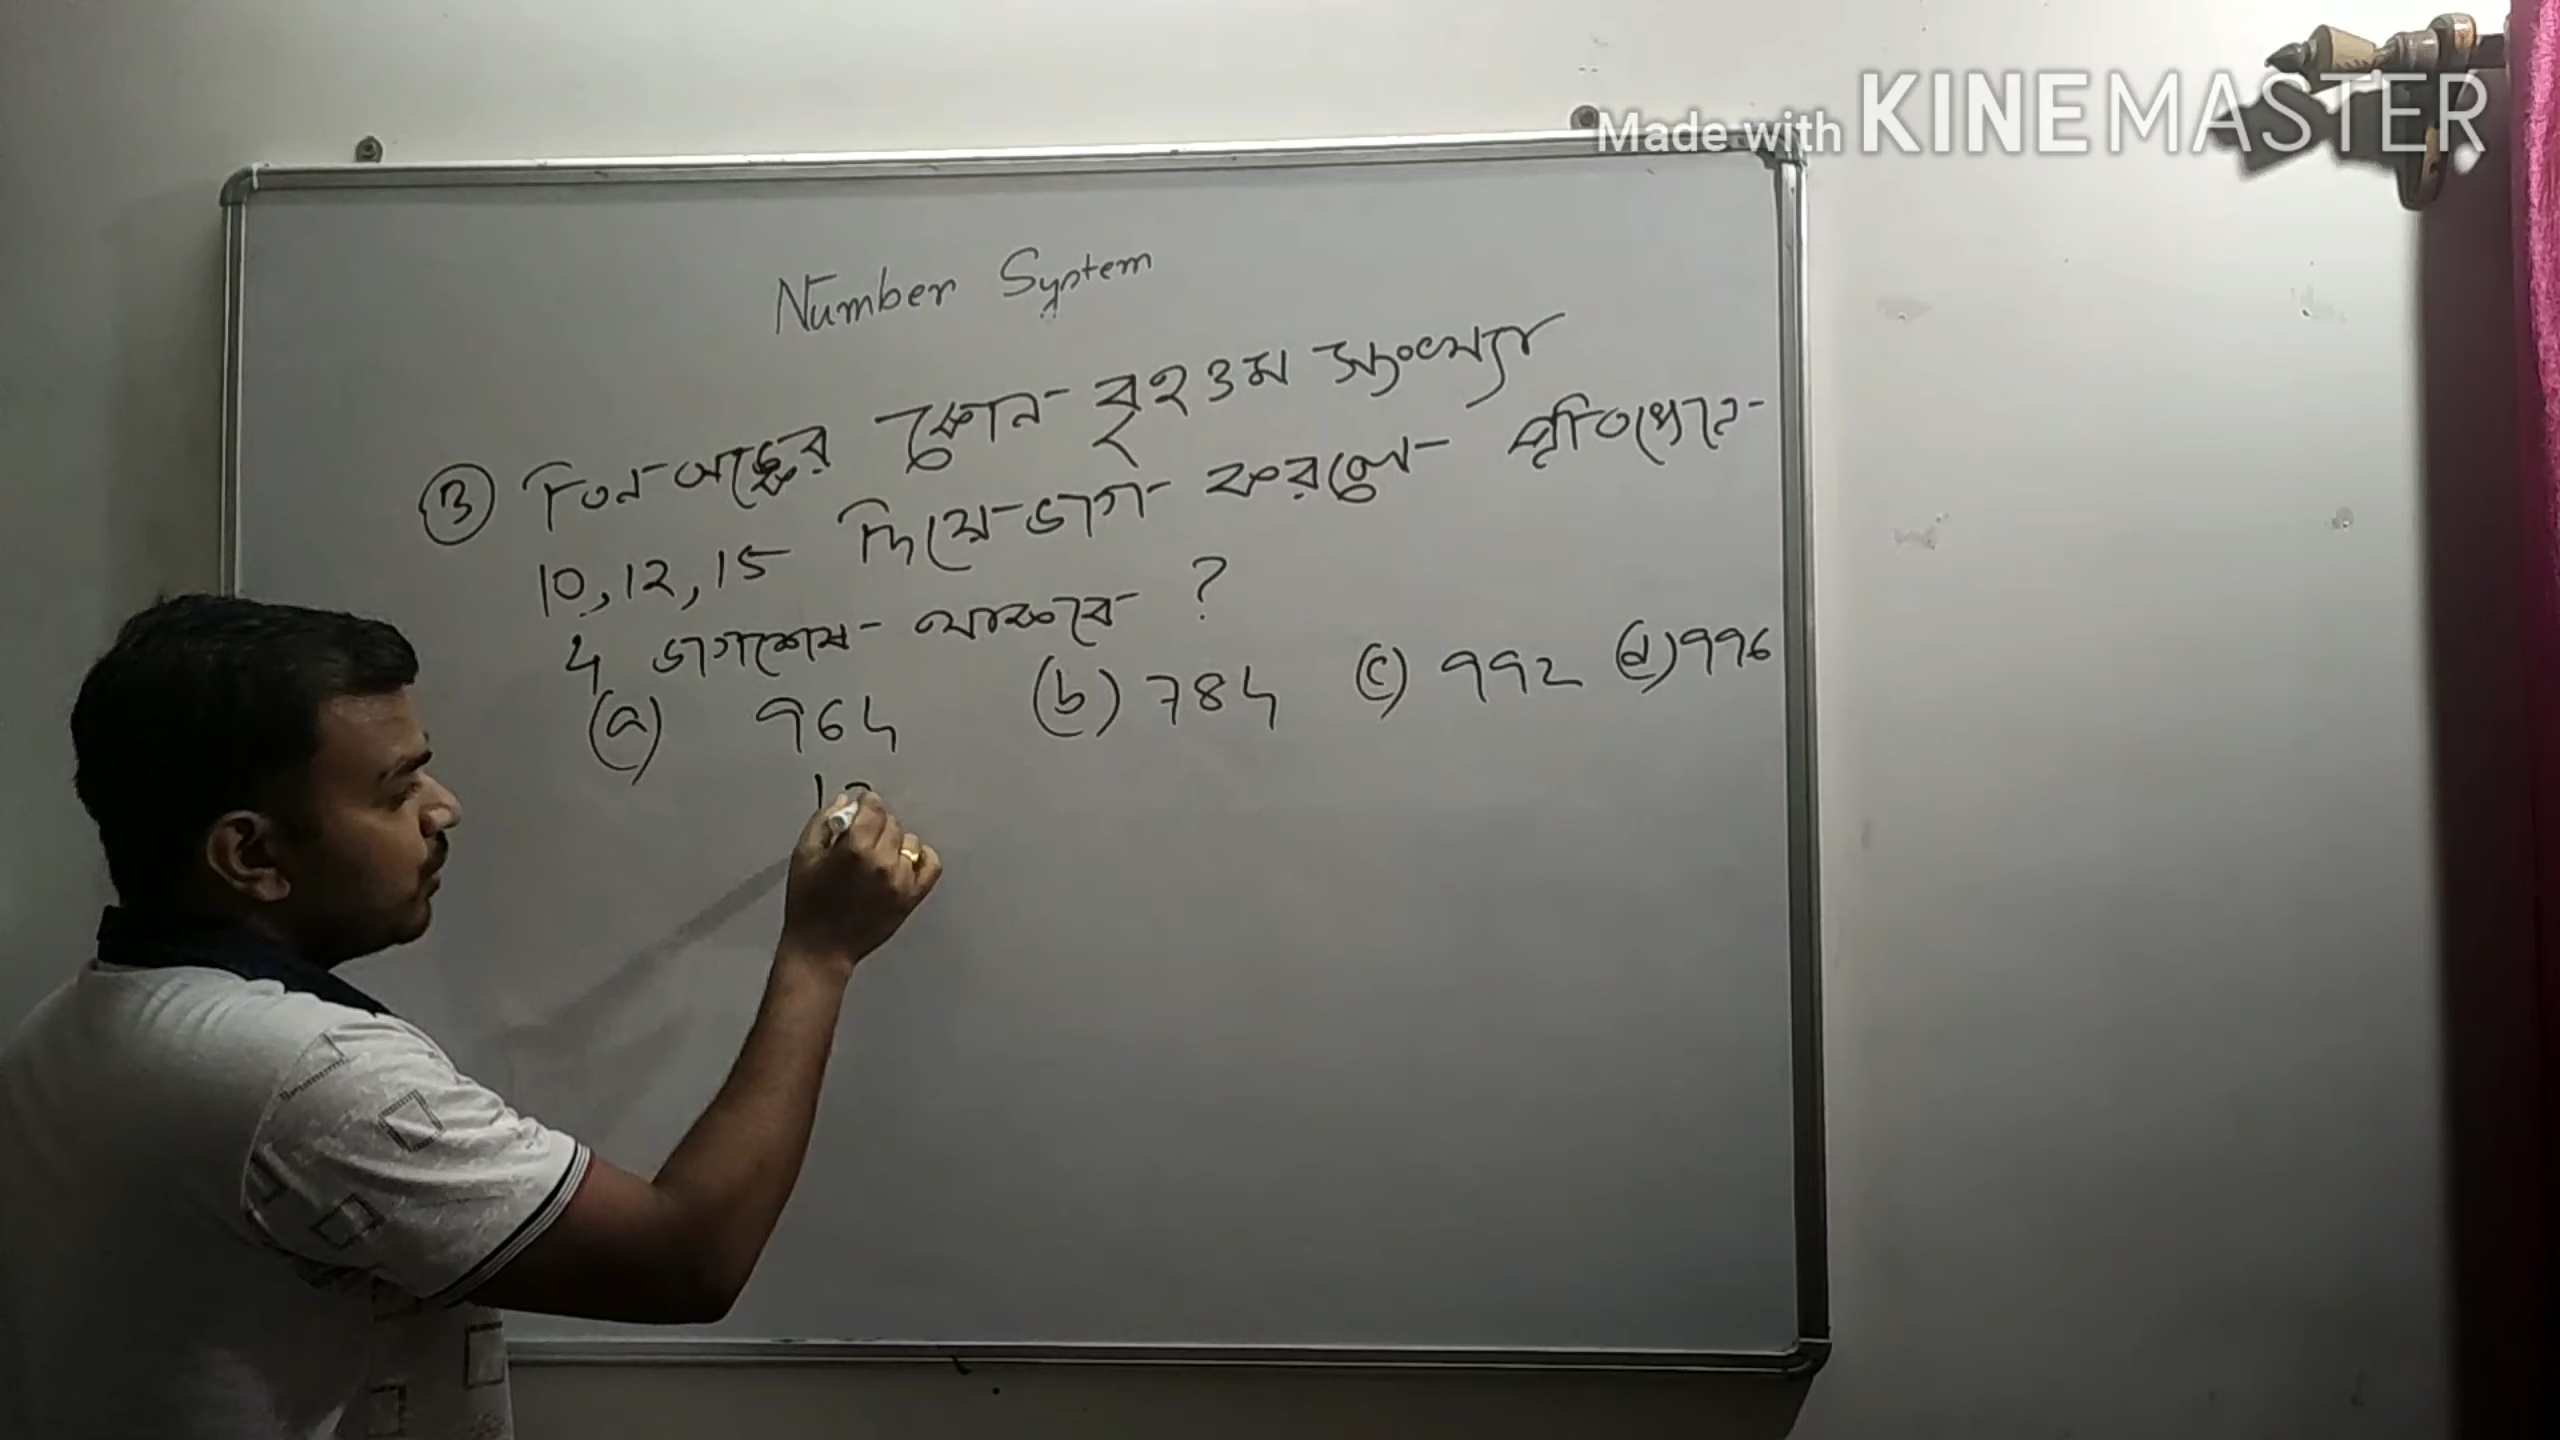 Made with KINEMASTER
Number System
③ তিন অঙ্কের কোন বৃহত্তম সংখ্যাকে
10, 12, 15 দিয়ে ভাগ করলে প্রতিক্ষেত্রে
4 ভাগশেষ থাকবে ?
(a) 964 (b) 784 (c) 992 (d) 996